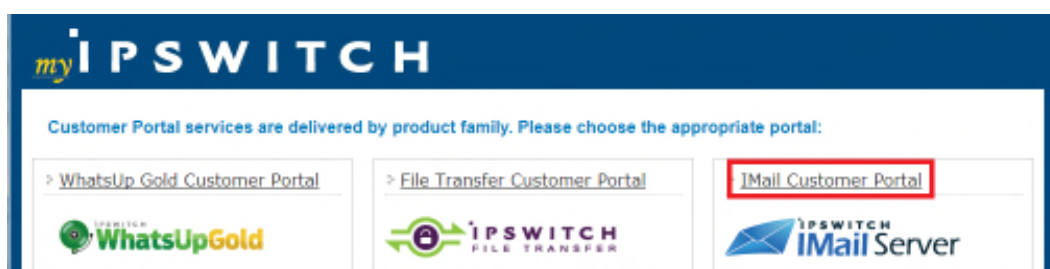 myIPSWITCH
Customer Portal services are delivered by product family. Please choose the appropriate portal:
> WhatsUp Gold Customer Portal
> File Transfer Customer Portal
> IMail Customer Portal
IPSWITCH
WhatsUpGold
IPSWITCH
FILE TRANSFER
IPSWITCH
IMail Server